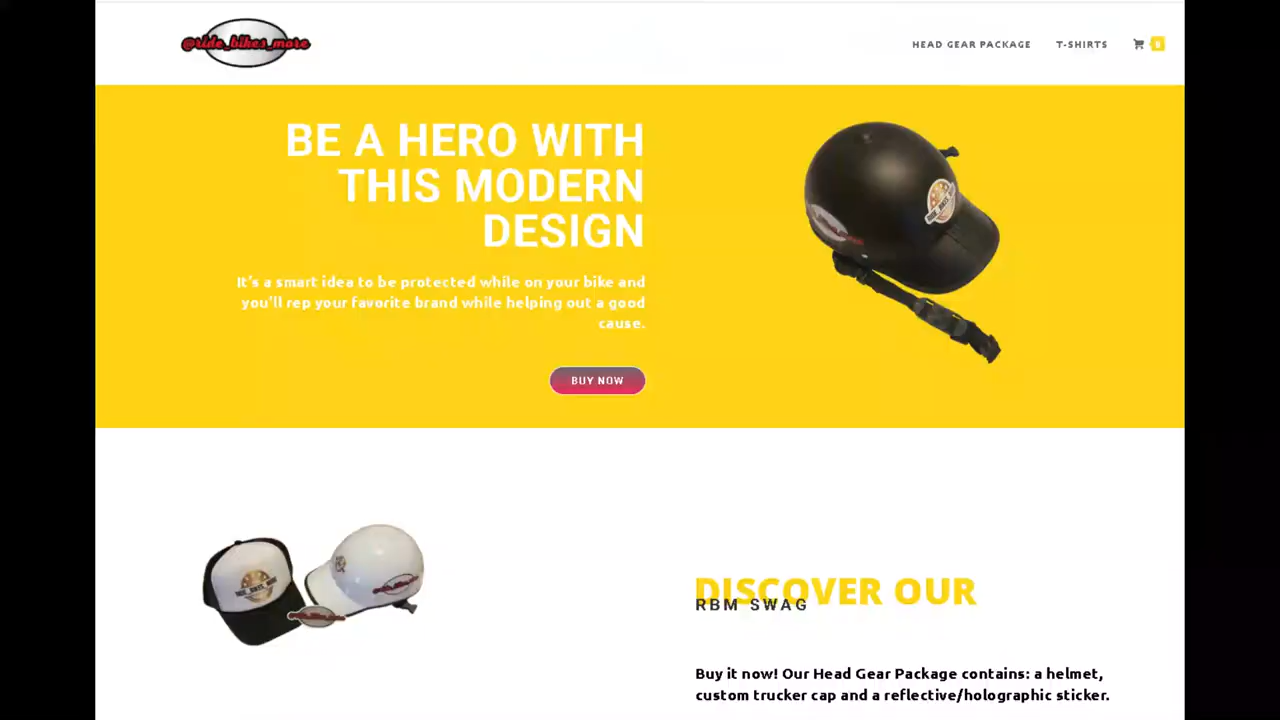 @ride_bikes_more
HEAD GEAR PACKAGE
T-SHIRTS
0
BE A HERO WITH
THIS MODERN
DESIGN
It's a smart idea to be protected while on your bike and
you'll rep your favorite brand while helping out a good
cause.
BUY NOW
DISCOVER OUR
RBM SWAG
Buy it now! Our Head Gear Package contains: a helmet,
custom trucker cap and a reflective/holographic sticker.